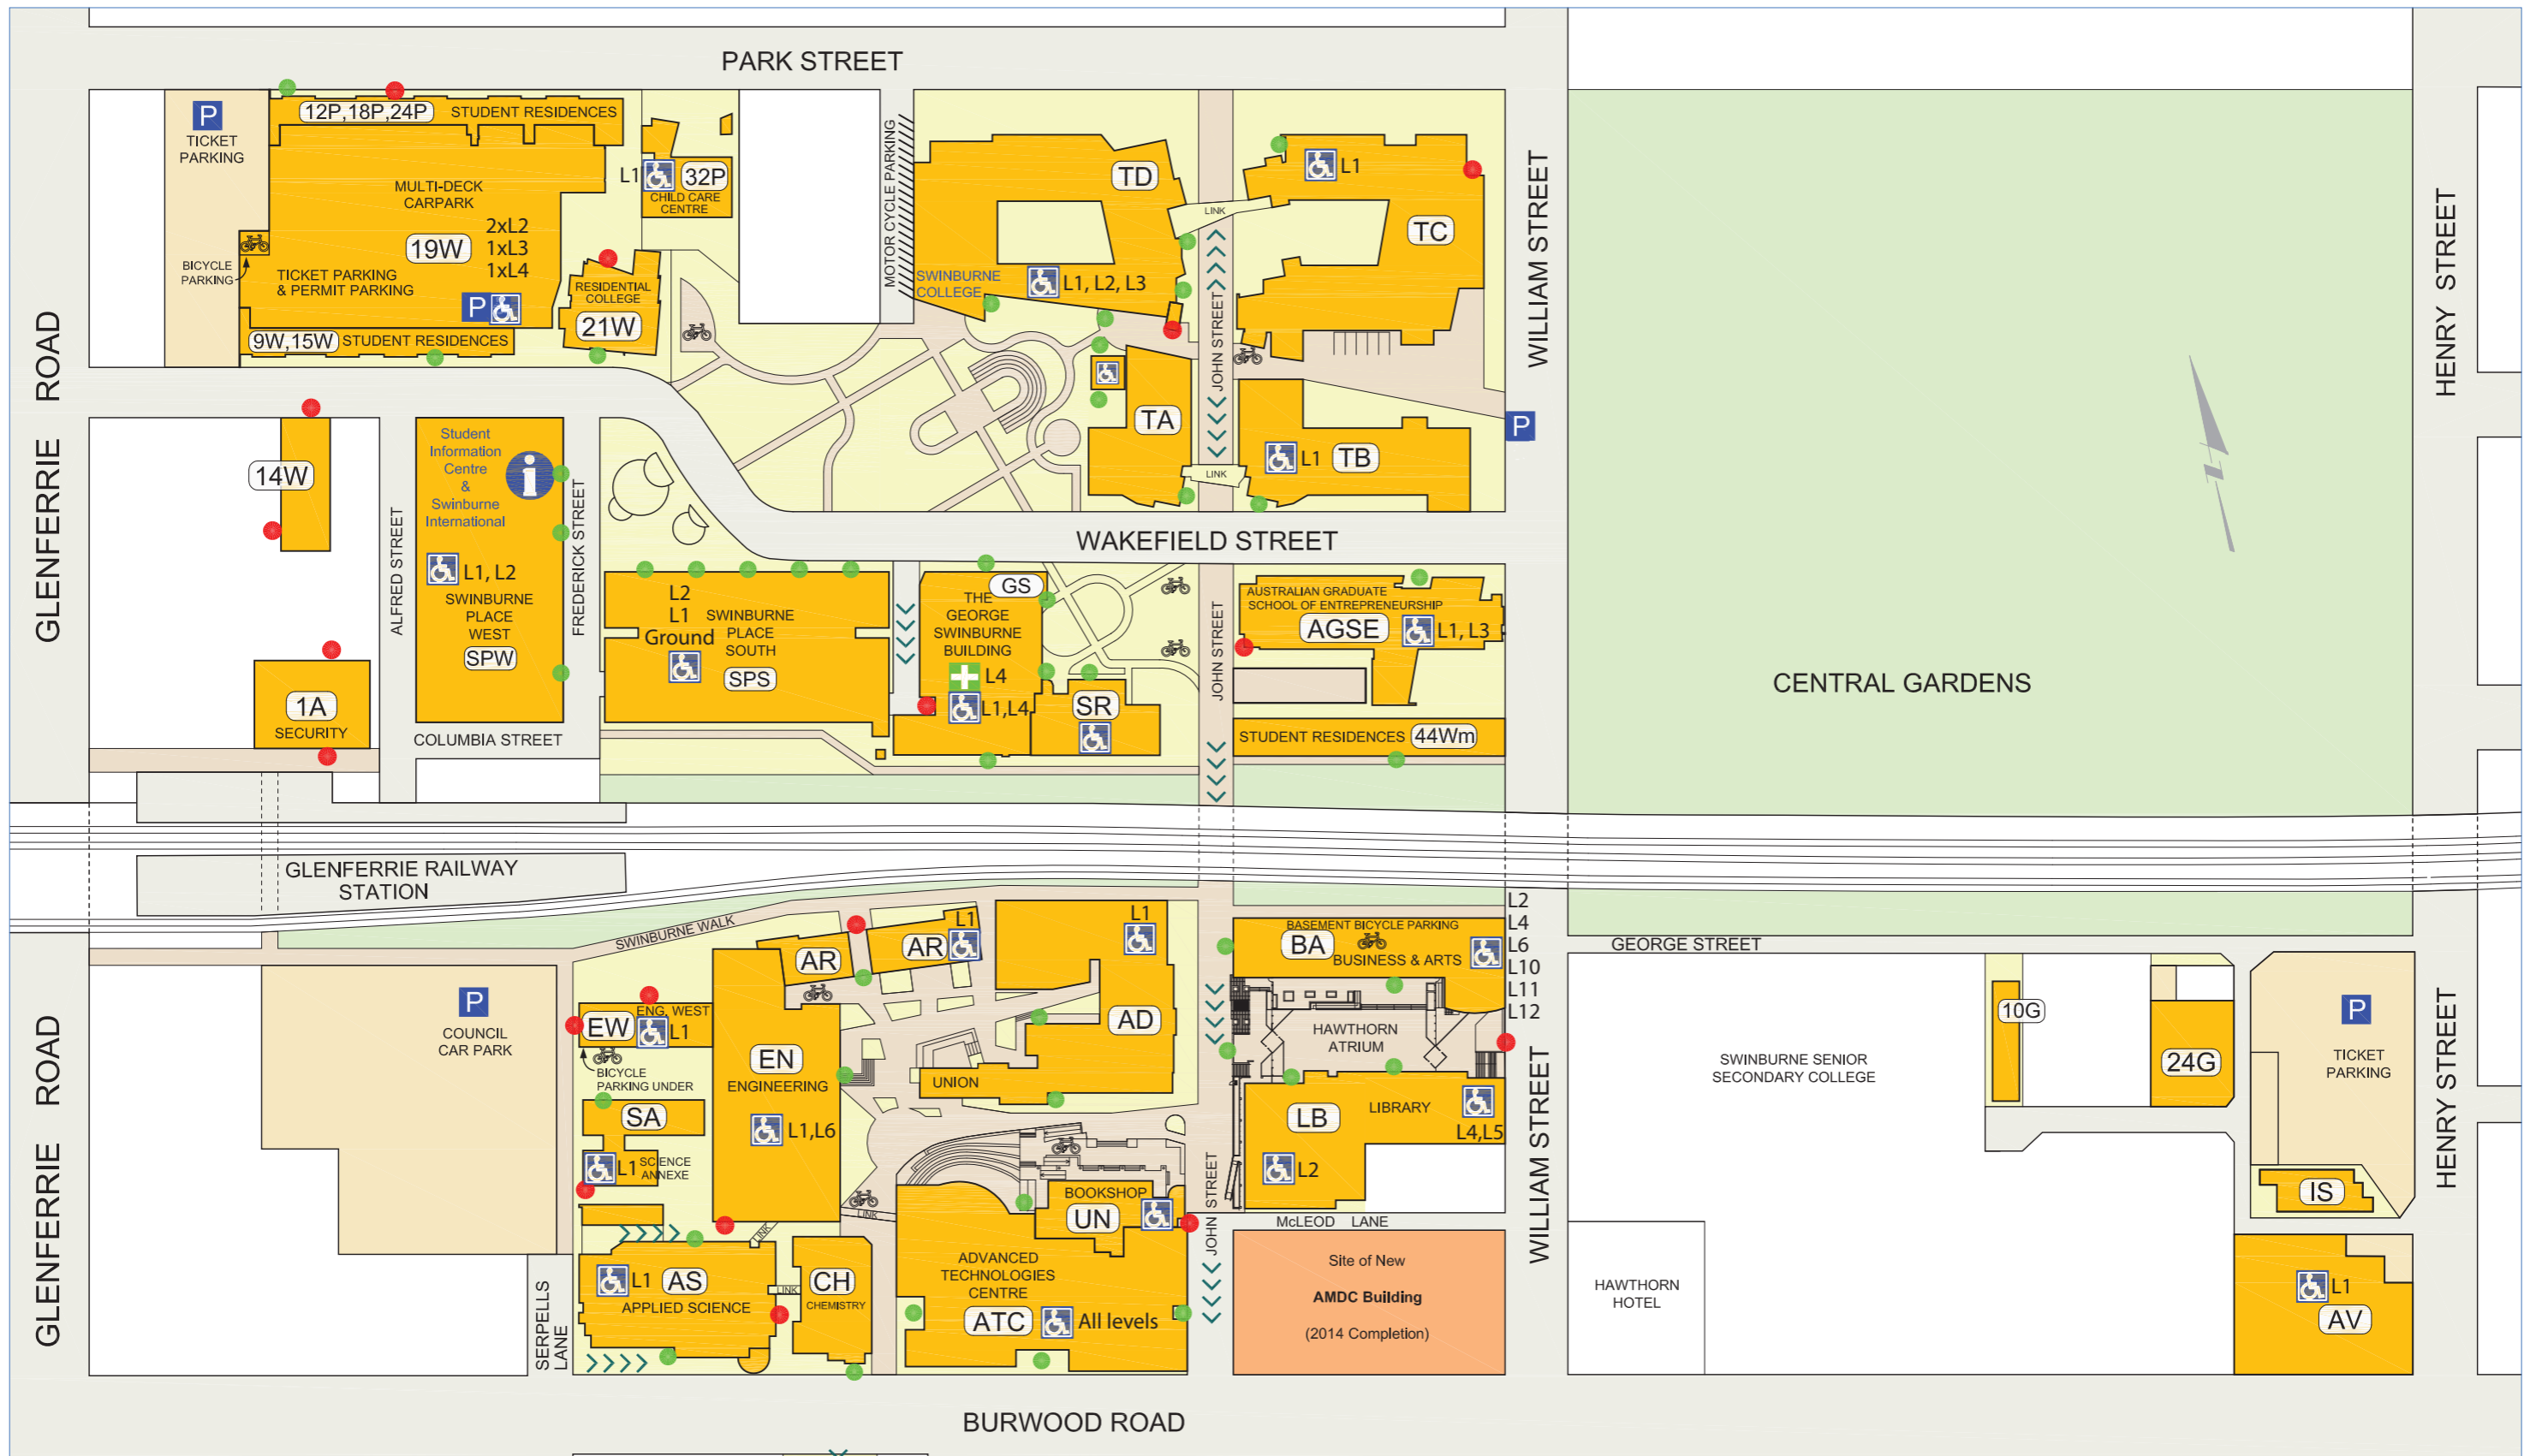 PARK STREET
P
TICKET
PARKING
12P,18P,24P
STUDENT RESIDENCES
MULTI-DECK
CARPARK
2xL2
1xL3
1xL4
19W
BICYCLE
PARKING
TICKET PARKING
& PERMIT PARKING
P
9W,15W
STUDENT RESIDENCES
L1
32P
CHILD CARE
CENTRE
RESIDENTIAL
COLLEGE
21W
MOTOR CYCLE PARKING
TD
SWINBURNE
COLLEGE
L1, L2, L3
LINK
JOHN STREET
L1
TC
WILLIAM STREET
HENRY STREET
GLENFERRIE ROAD
TA
L1
TB
LINK
P
14W
Student
Information
Centre
&
Swinburne
International
i
L1, L2
SWINBURNE
PLACE
WEST
SPW
ALFRED STREET
FREDERICK STREET
WAKEFIELD STREET
1A
SECURITY
COLUMBIA STREET
L2
L1
Ground
SWINBURNE
PLACE
SOUTH
SPS
GS
THE
GEORGE
SWINBURNE
BUILDING
L4
L1,L4
SR
JOHN STREET
AUSTRALIAN GRADUATE
SCHOOL OF ENTREPRENEURSHIP
AGSE
L1, L3
STUDENT RESIDENCES
44Wm
CENTRAL GARDENS
GLENFERRIE RAILWAY
STATION
SWINBURNE WALK
AR
AR
L1
L1
AD
UNION
BASEMENT BICYCLE PARKING
BA
BUSINESS & ARTS
L2
L4
L6
L10
L11
L12
GEORGE STREET
P
COUNCIL
CAR PARK
ENG, WEST
EW
L1
BICYCLE
PARKING UNDER
EN
ENGINEERING
L1,L6
SA
L1
SCIENCE
ANNEXE
HAWTHORN
ATRIUM
LB
LIBRARY
L4,L5
L2
SWINBURNE SENIOR
SECONDARY COLLEGE
10G
24G
P
TICKET
PARKING
IS
HENRY STREET
WILLIAM STREET
GLENFERRIE ROAD
JOHN STREET
McLEOD LANE
BOOKSHOP
UN
LINK
LINK
LINK
L1
AS
APPLIED SCIENCE
CH
CHEMISTRY
ADVANCED
TECHNOLOGIES
CENTRE
ATC
All levels
Site of New
AMDC Building
(2014 Completion)
HAWTHORN
HOTEL
L1
AV
SERPELLS
LANE
BURWOOD ROAD